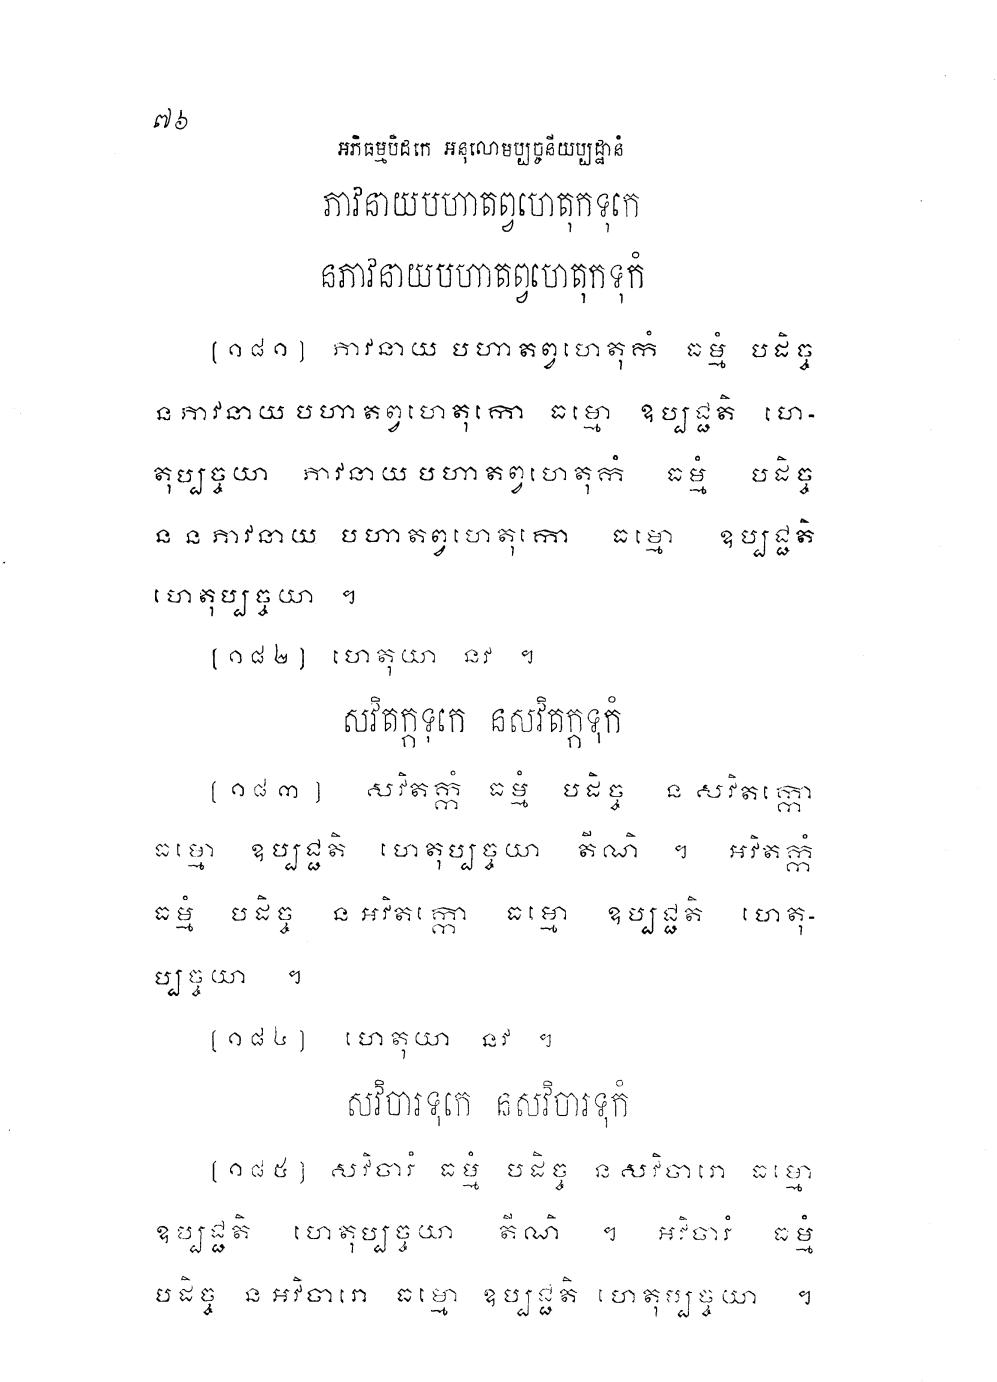 ៧៦
អភិធម្មបិដកេ អនុលោមប្បច្ចនីយប្បដ្ឋានំ
ភាវនាយបហាតព្វហេតុកទុកេ
នភាវនាយបហាតព្វហេតុកទុកំ
[១៨១] ភាវនាយ បហាតព្វហេតុកំ ធម្មំ បដិច្ច
នភាវនាយ បហាតព្វហេតុកោ ធម្មោ ឧប្បជ្ជតិ ហេ-
តុប្បច្ចយា ភាវនាយ បហាតព្វហេតុកំ ធម្មំ បដិច្ច
ន នភាវនាយ បហាតព្វហេតុកោ ធម្មោ ឧប្បជ្ជតិ
ហេតុប្បច្ចយា ។
[១៨២] ហេតុយា នវ ។
សវិតក្កទុកេ នសវិតក្កទុកំ
[១៨៣] សវិតក្កំ ធម្មំ បដិច្ច ន សវិតក្កោ
ធម្មោ ឧប្បជ្ជតិ ហេតុប្បច្ចយា តីណិ ។ អវិតក្កំ
ធម្មំ បដិច្ច ន អវិតក្កោ ធម្មោ ឧប្បជ្ជតិ ហេតុ-
ប្បច្ចយា ។
[១៨៤] ហេតុយា នវ ។
សវិចារទុកេ នសវិចារទុកំ
[១៨៥] សវិចារំ ធម្មំ បដិច្ច ន សវិចារោ ធម្មោ
ឧប្បជ្ជតិ ហេតុប្បច្ចយា តីណិ ។ អវិចារំ ធម្មំ
បដិច្ច ន អវិចារោ ធម្មោ ឧប្បជ្ជតិ ហេតុប្បច្ចយា ។